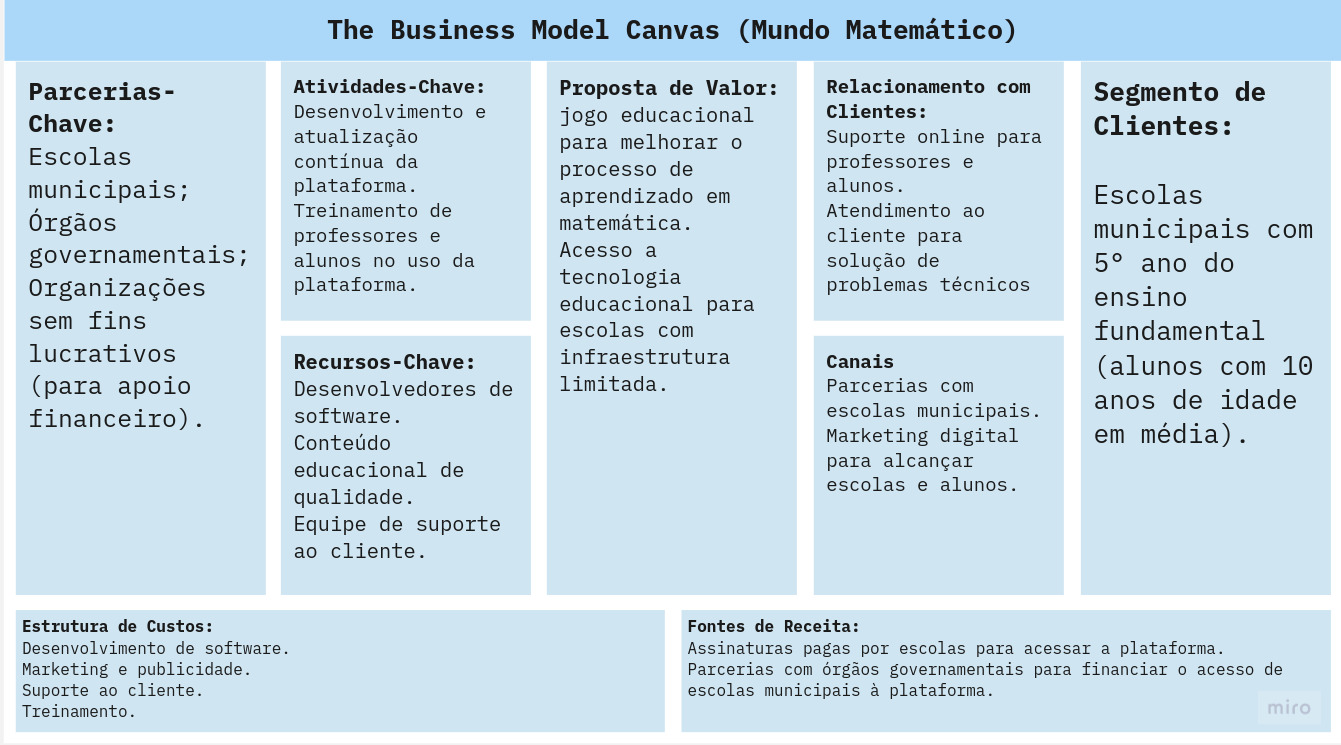 The Business Model Canvas (Mundo Matemático)
Parcerias-
Chave:
Escolas
municipais;
Órgãos
governamentais;
Organizações
sem fins
lucrativos
(para apoio
financeiro).
Atividades-Chave:
Desenvolvimento e
atualização
contínua da
plataforma.
Treinamento de
professores e
alunos no uso da
plataforma.
Recursos-Chave:
Desenvolvedores de
software.
Conteúdo
educacional de
qualidade.
Equipe de suporte
ao cliente.
Proposta de Valor:
jogo educacional
para melhorar o
processo de
aprendizado em
matemática.
Acesso a
tecnologia
educacional para
escolas com
infraestrutura
limitada.
Relacionamento com
Clientes:
Suporte online para
professores e
alunos.
Atendimento ao
cliente para
solução de
problemas técnicos
Canais
Parcerias com
escolas municipais.
Marketing digital
para alcançar
escolas e alunos.
Segmento de
Clientes:
Escolas
municipais com
5° ano do
ensino
fundamental
(alunos com 10
anos de idade
em média).
Estrutura de Custos:
Desenvolvimento de software.
Marketing e publicidade.
Suporte ao cliente.
Treinamento.
Fontes de Receita:
Assinaturas pagas por escolas para acessar a plataforma.
Parcerias com órgãos governamentais para financiar o acesso de
escolas municipais à plataforma.
miro